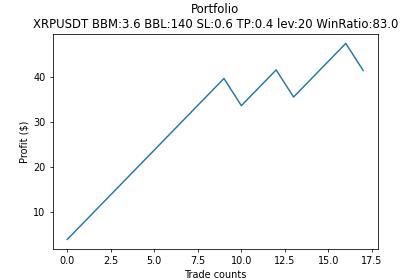 Portfolio
XRPUSDT BBM:3.6 BBL:140 SL:0.6 TP:0.4 lev:20 WinRatio:83.0
40
30
20
10
Profit ($)
0.0 2.5 5.0 7.5 10.0 12.5 15.0 17.5
Trade counts